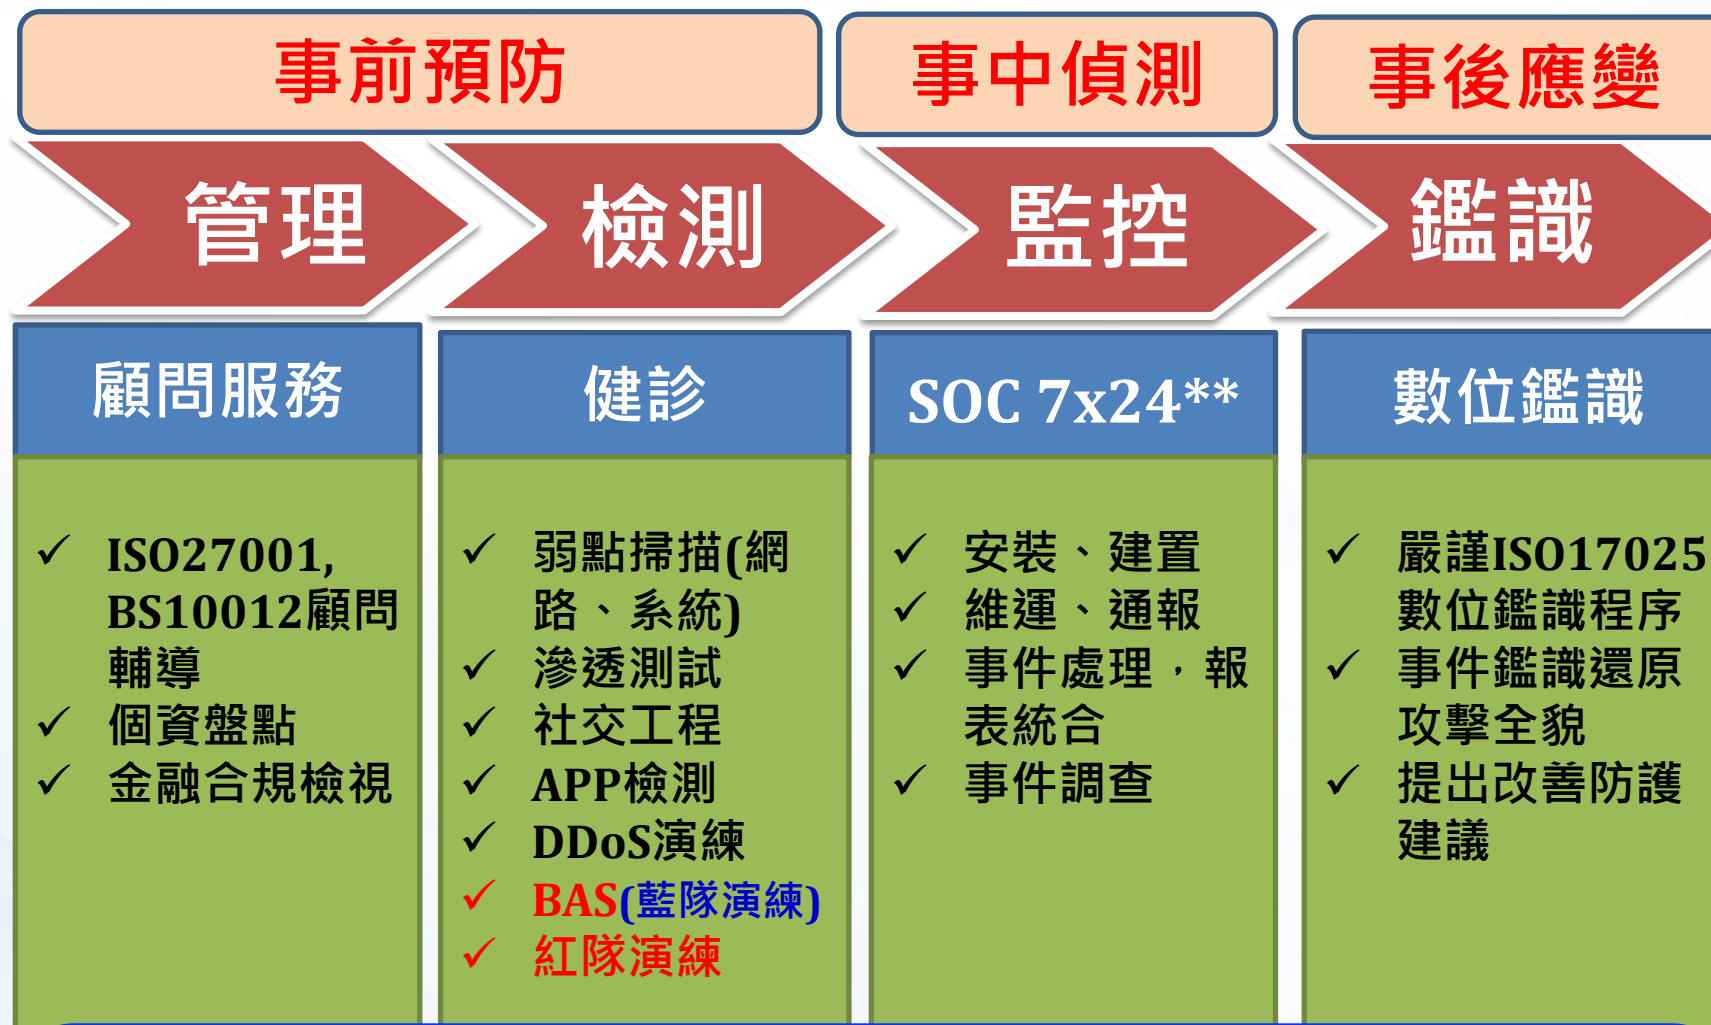 事前預防
事中偵測
事後應變
管理
檢測
監控
鑑識
顧問服務
✓ ISO27001,
BS10012顧問
輔導
✓ 個資盤點
✓ 金融合規檢視
健診
✓ 弱點掃描(網
路、系統)
✓ 滲透測試
✓ 社交工程
✓ APP檢測
✓ DDoS演練
✓ BAS(藍隊演練)
✓ 紅隊演練
SOC 7x24**
✓ 安裝、建置
✓ 維運、通報
✓ 事件處理，報
表統合
✓ 事件調查
數位鑑識
✓ 嚴謹ISO17025
數位鑑識程序
✓ 事件鑑識還原
攻擊全貌
✓ 提出改善防護
建議